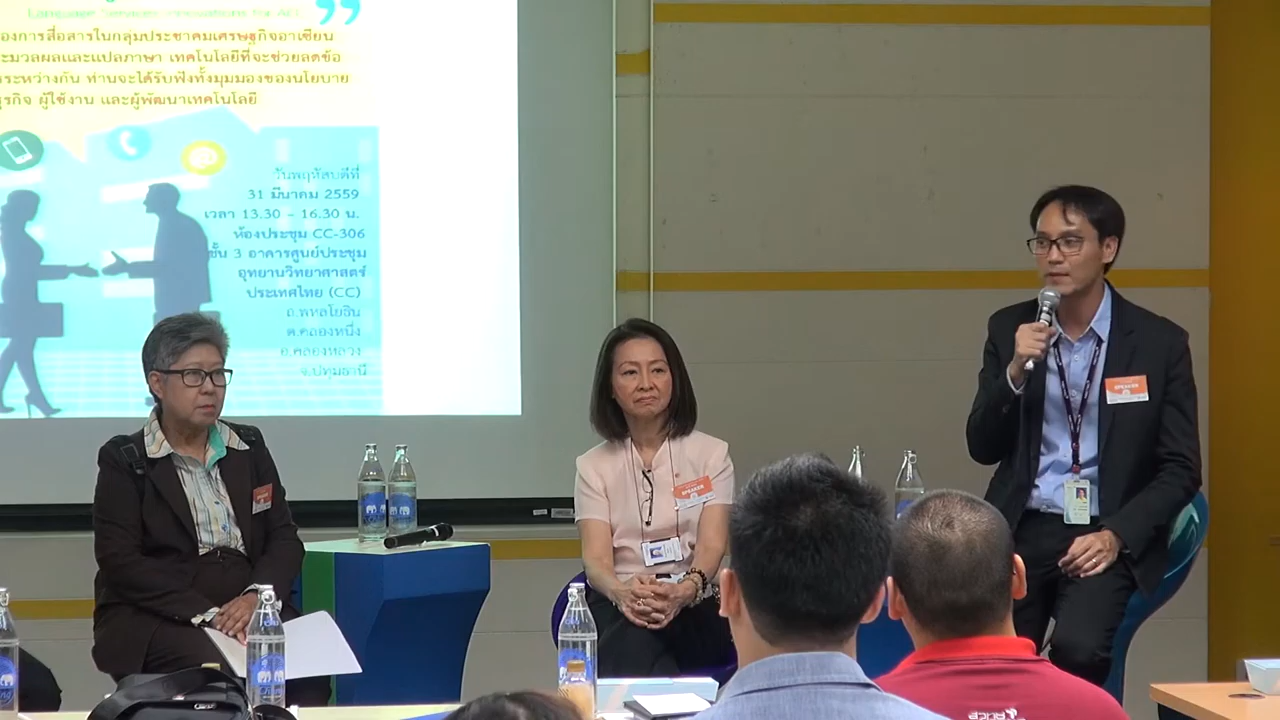 Language Services Innovations for AEC
องการสื่อสารในกลุ่มประชาคมเศรษฐกิจอาเซียน
ะมวลผลและแปลภาษา เทคโนโลยีที่จะช่วยลดข้อ
ระหว่างกัน ท่านจะได้รับฟังทั้งมุมมองของนโยบาย
ุรกิจ ผู้ใช้งาน และผู้พัฒนาเทคโนโลยี
วันพฤหัสบดีที่
31 มีนาคม 2559
เวลา 13.30 – 16.30 น.
ห้องประชุม CC-306
ชั้น 3 อาคารศูนย์ประชุม
อุทยานวิทยาศาสตร์
ประเทศไทย (CC)
ถ.พหลโยธิน
ต.คลองหนึ่ง
อ.คลองหลวง
จ.ปทุมธานี
SPEAKER
SPEAKER
สวทช